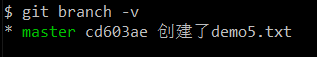 $ git branch -v
* master cd603ae 创建了demo5.txt